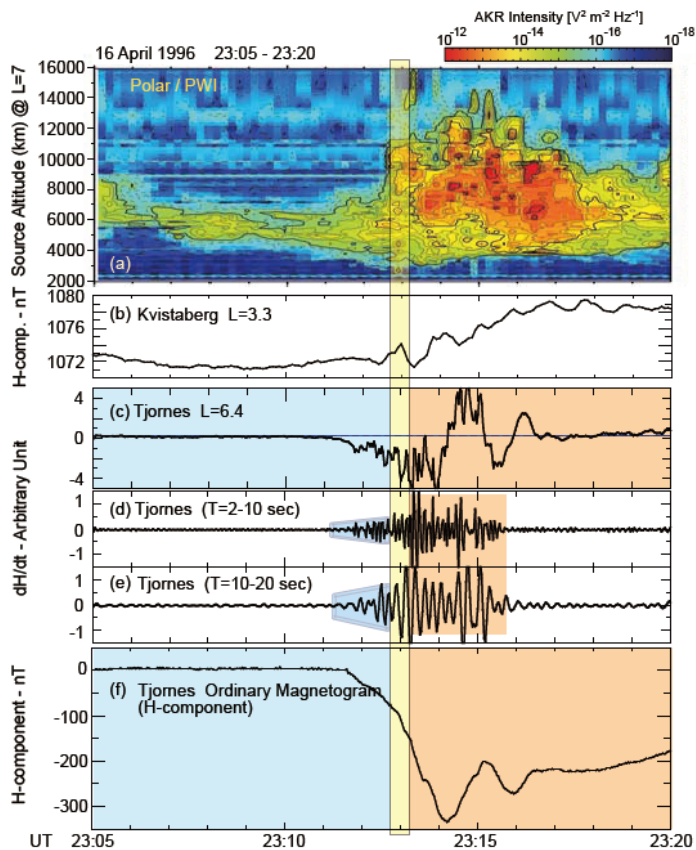 AKR Intensity [V² m⁻² Hz⁻¹]
16 April 1996 23:05 - 23:20
10⁻¹² 10⁻¹⁴ 10⁻¹⁶ 10⁻¹⁸
Source Altitude (km) @ L=7
16000
14000
12000
10000
8000
6000
4000
2000
Polar / PWI
(a)
H-comp. - nT
1080
1076
1072
(b) Kvistaberg L=3.3
dH/dt - Arbitrary Unit
4
0
-4
(c) Tjornes L=6.4
1
0
-1
(d) Tjornes (T=2-10 sec)
1
0
-1
(e) Tjornes (T=10-20 sec)
H-component - nT
0
-100
-200
-300
(f) Tjornes Ordinary Magnetogram
(H-component)
UT 23:05 23:10 23:15 23:20